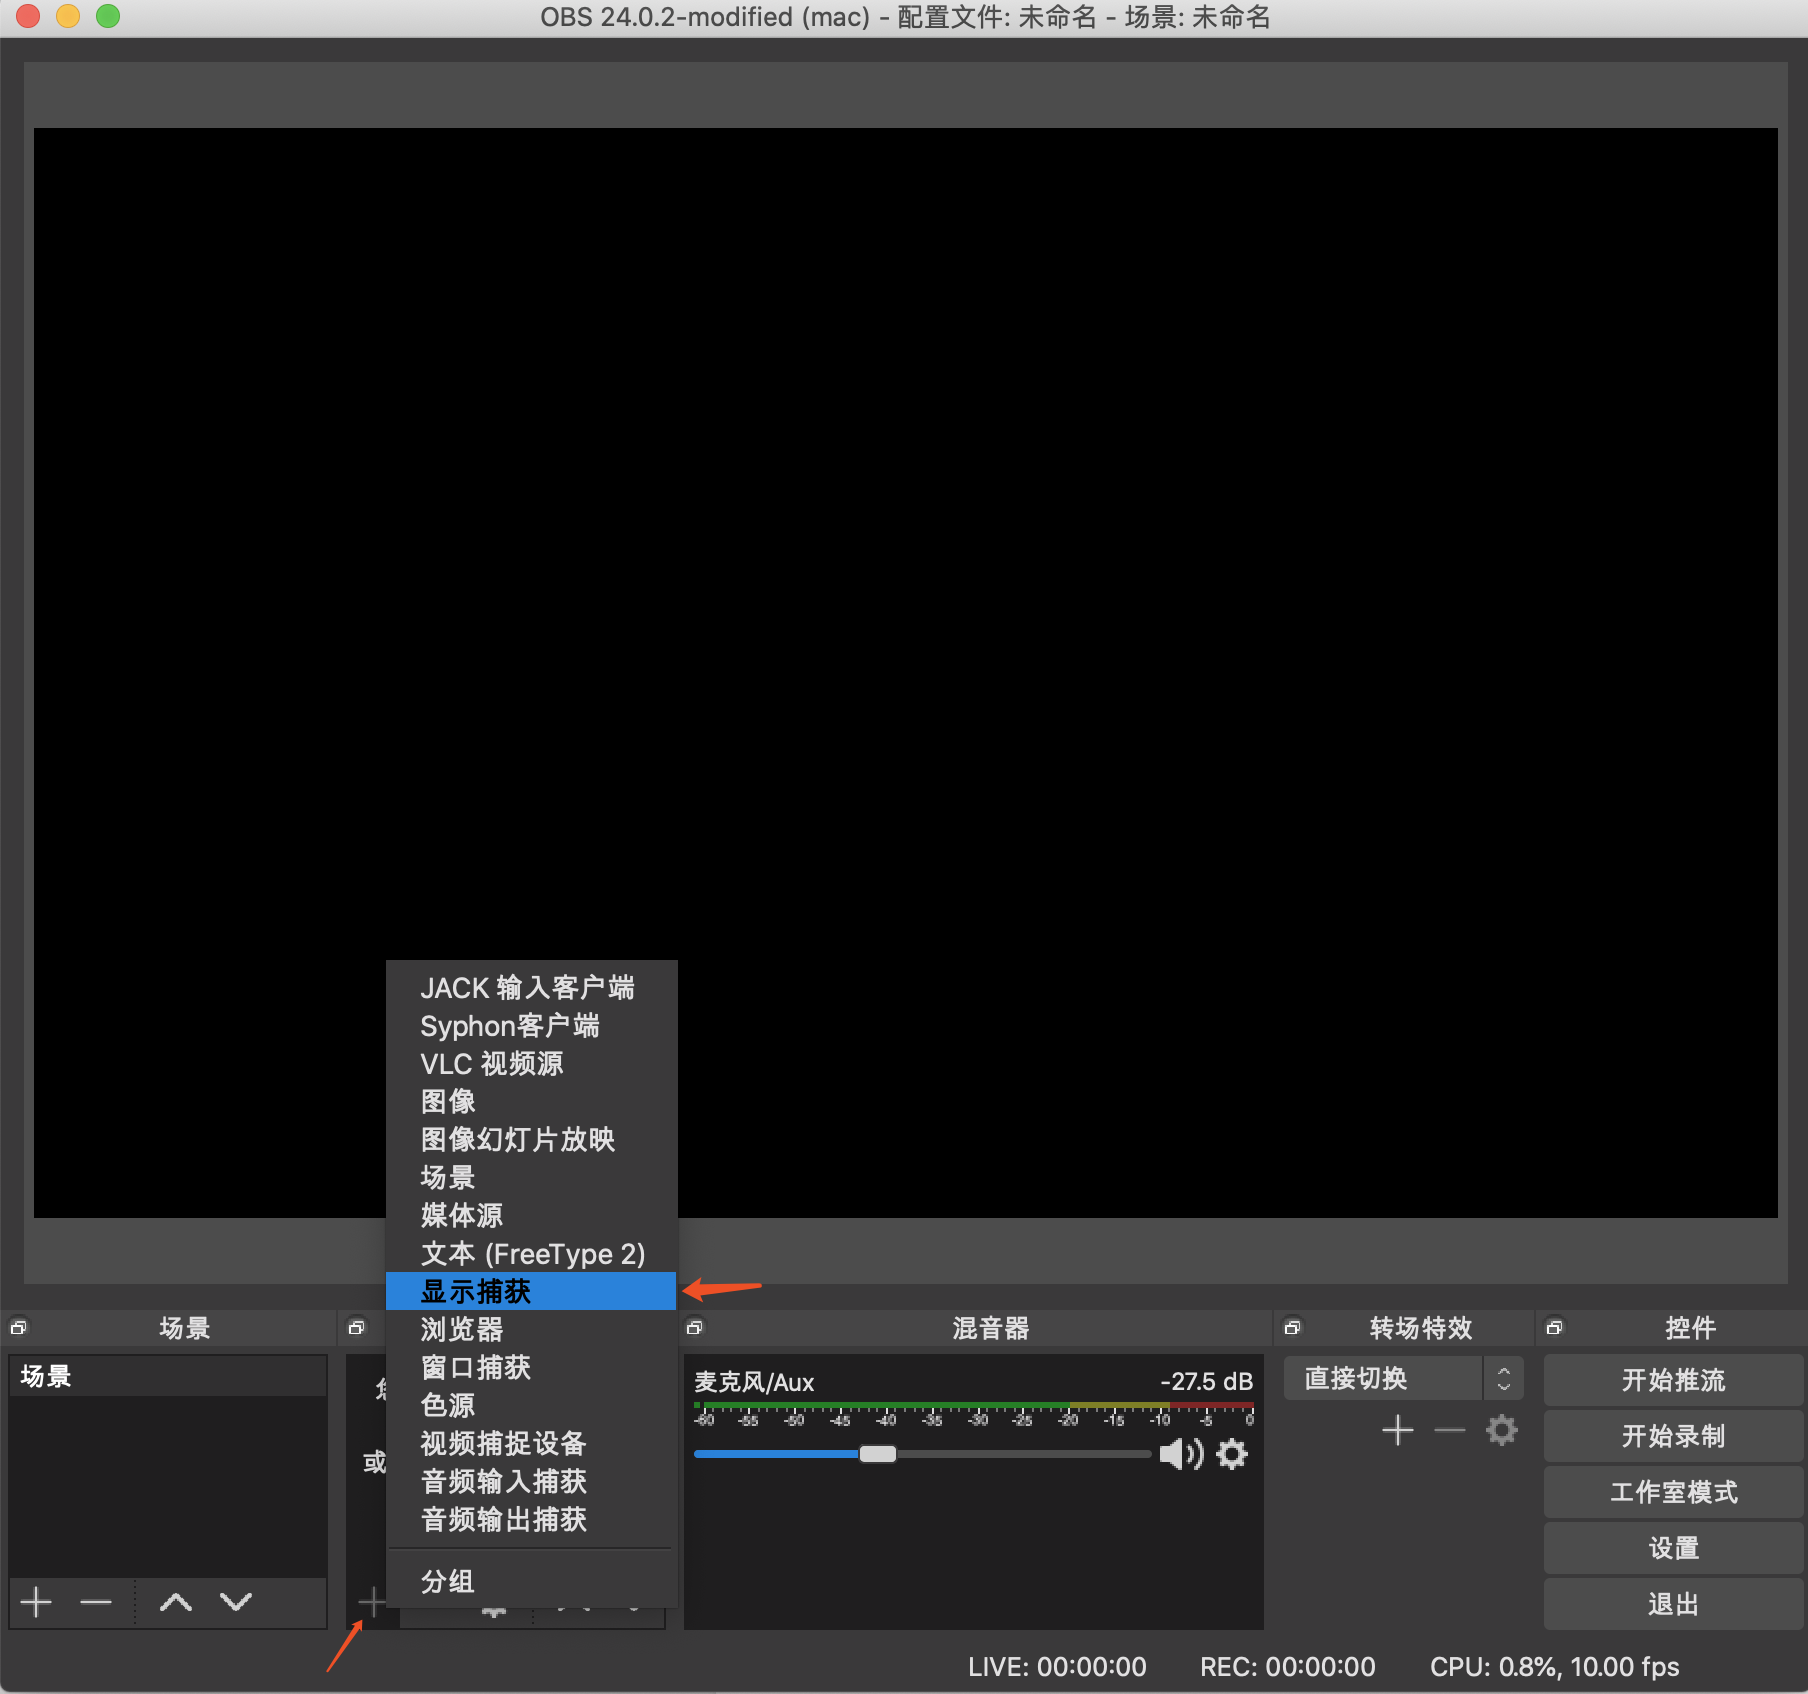 OBS 24.0.2-modified (mac) - 配置文件: 未命名 - 场景: 未命名
JACK 输入客户端
Syphon客户端
VLC 视频源
图像
图像幻灯片放映
场景
媒体源
文本 (FreeType 2)
显示捕获
浏览器
窗口捕获
色源
视频捕捉设备
音频输入捕获
音频输出捕获
分组
场景
场景
或
混音器
麦克风/Aux
-27.5 dB
-60 -55 -50 -45 -40 -35 -30 -25 -20 -15 -10 -5 0
转场特效
直接切换
控件
开始推流
开始录制
工作室模式
设置
退出
LIVE: 00:00:00 REC: 00:00:00 CPU: 0.8%, 10.00 fps